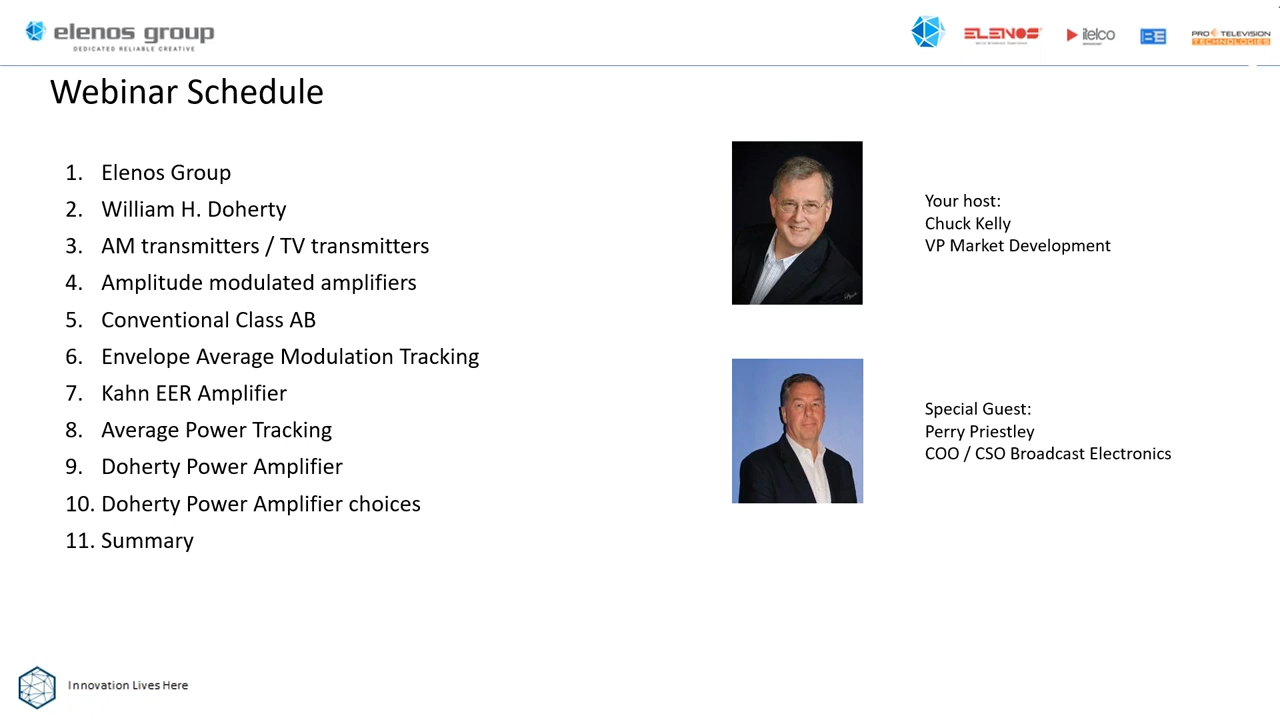 elenos group
DEDICATED RELIABLE CREATIVE
ELENOS
itelco
BE
PRO TELEVISION
TECHNOLOGIES
Webinar Schedule
1. Elenos Group
2. William H. Doherty
3. AM transmitters / TV transmitters
4. Amplitude modulated amplifiers
5. Conventional Class AB
6. Envelope Average Modulation Tracking
7. Kahn EER Amplifier
8. Average Power Tracking
9. Doherty Power Amplifier
10. Doherty Power Amplifier choices
11. Summary
Your host:
Chuck Kelly
VP Market Development
Special Guest:
Perry Priestley
COO / CSO Broadcast Electronics
Innovation Lives Here